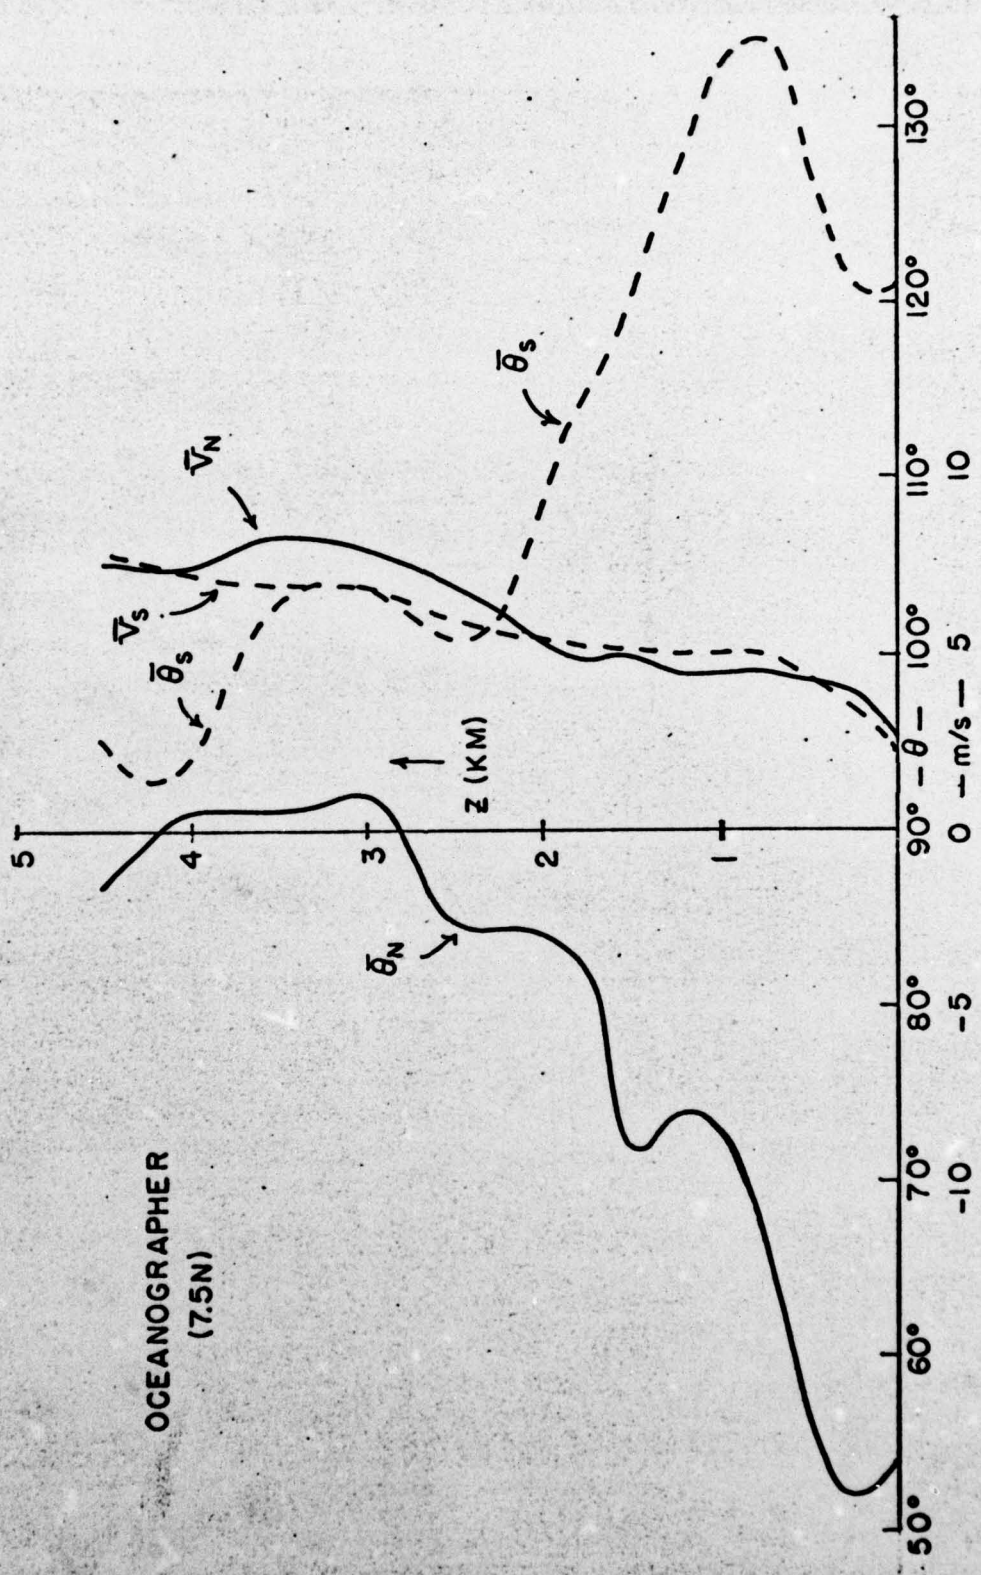 OCEANOGRAPHER
(7.5N)
5
4
3
2
1
Z (KM)
θ̄N
θ̄S
V̄S
V̄N
θ̄S
50° 60° 70° 80° 90° — θ — 100° 110° 120° 130°
-10 -5 0 — m/s — 5 10